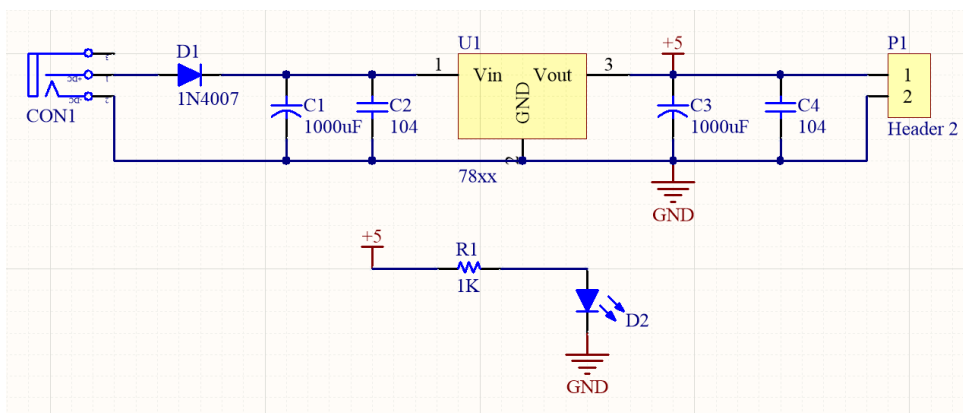 CON1
D1
1N4007
C1
1000uF
C2
104
U1
1
Vin
Vout
3
GND
2
78xx
+5
C3
1000uF
C4
104
P1
1
2
Header 2
GND
+5
R1
1K
D2
GND